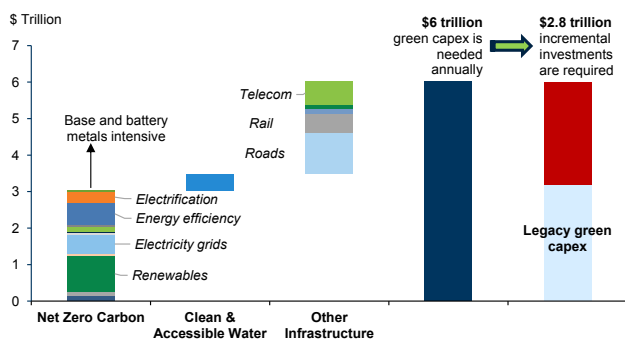 $ Trillion
7
6
5
4
3
2
1
0
Base and battery
metals intensive
Electrification
Energy efficiency
Electricity grids
Renewables
Telecom
Rail
Roads
$6 trillion
green capex is
needed
annually
$2.8 trillion
incremental
investments
are required
Legacy green
capex
Net Zero Carbon
Clean &
Accessible Water
Other
Infrastructure